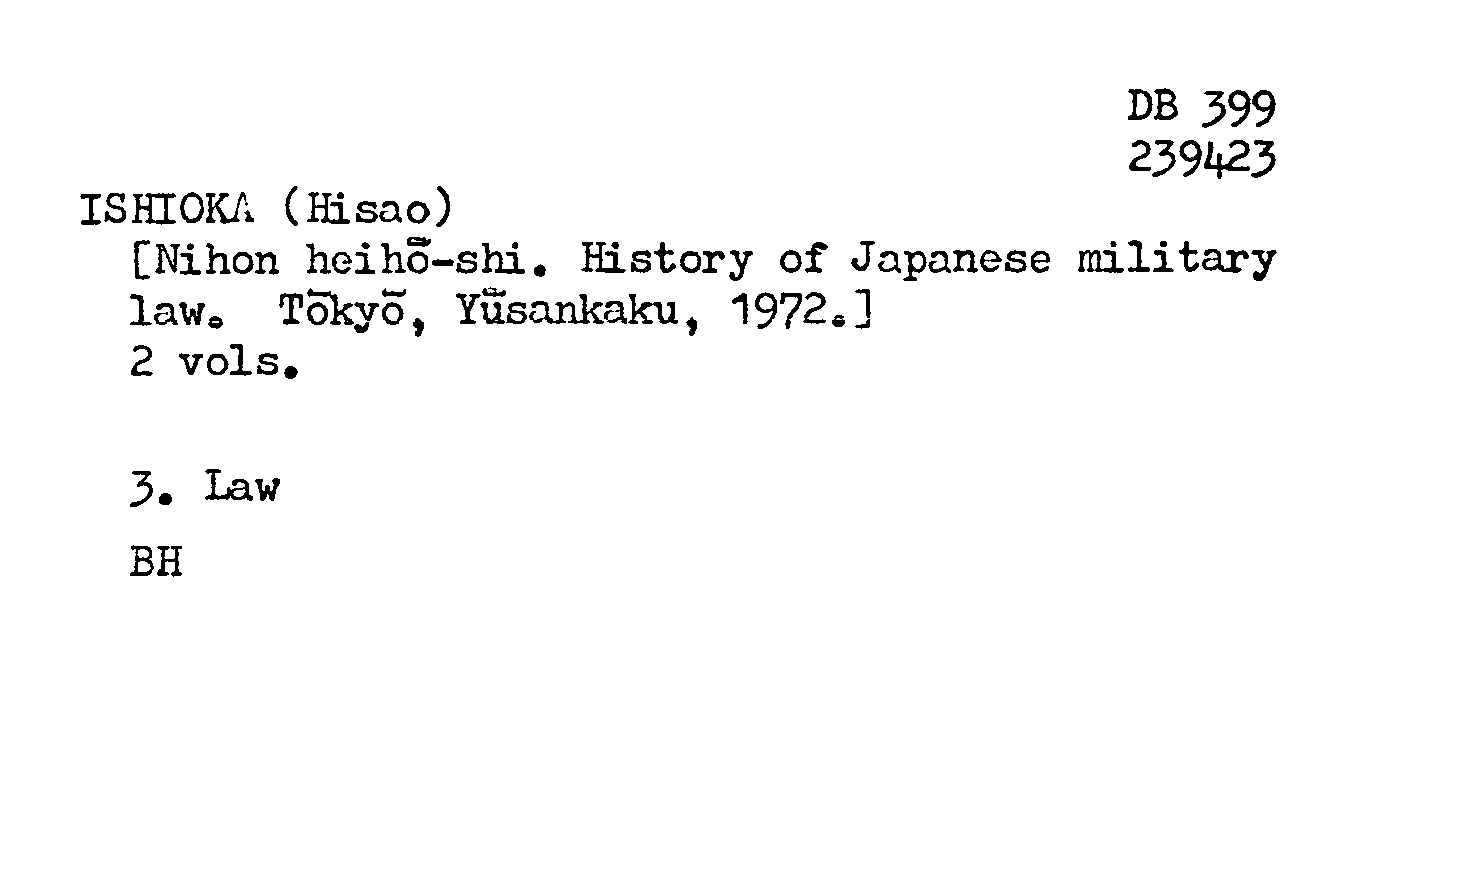 DB 399
239423
ISHIOKA (Hisao)
[Nihon heihō-shi. History of Japanese military
law. Tōkyō, Yūsankaku, 1972.]
2 vols.
3. Law
BH